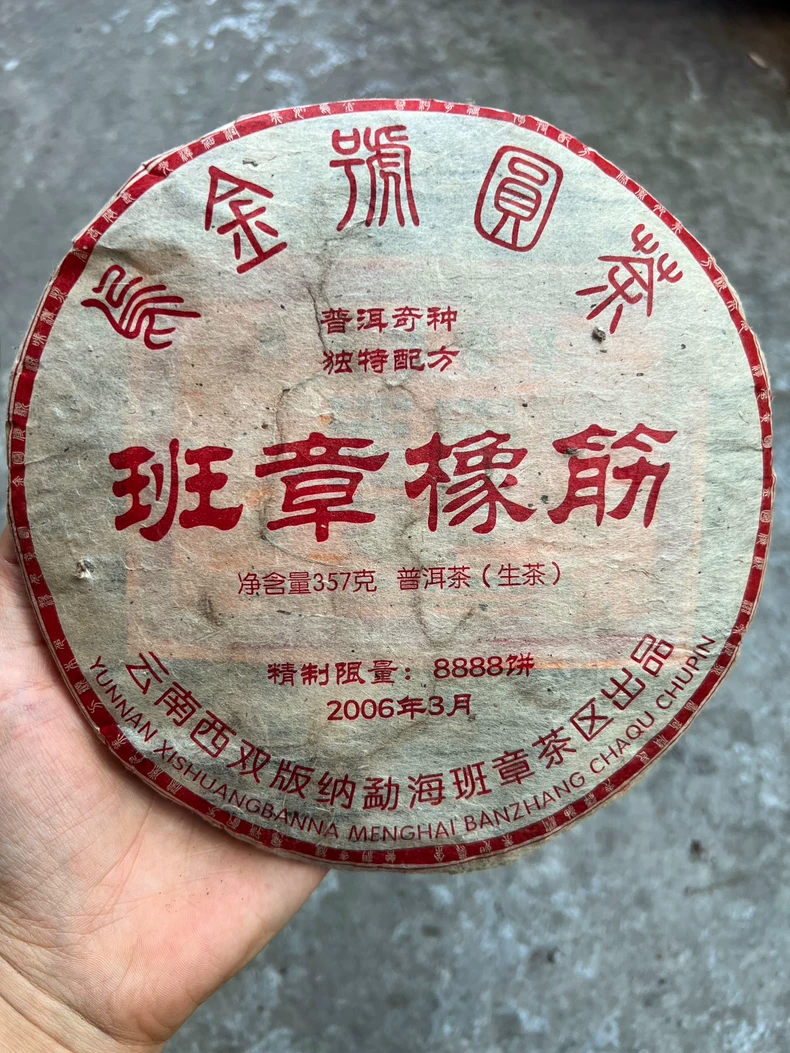 金號圓茶
普洱奇种
独特配方
班章橡筋
净含量357克 普洱茶（生茶）
精制限量：8888饼
2006年3月
云南西双版纳勐海班章茶区出品
YUNNAN XISHUANGBANNA MENGHAI BANZHANG CHAQU CHUPIN